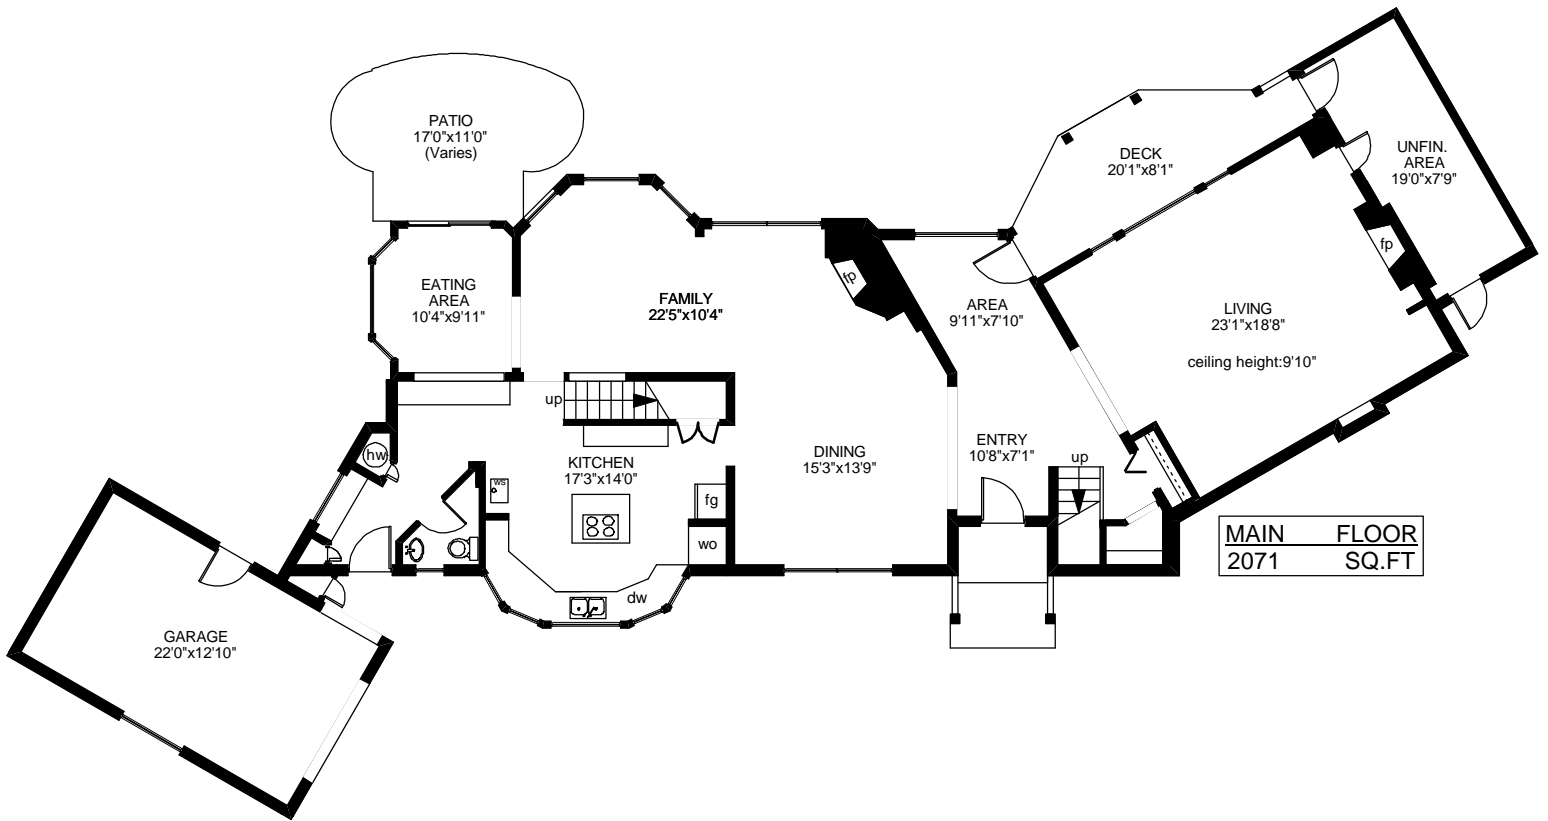 PATIO
17'0"x11'0"
(Varies)
DECK
20'1"x8'1"
UNFIN.
AREA
19'0"x7'9"
fp
EATING
AREA
10'4"x9'11"
FAMILY
22'5"x10'4"
fp
AREA
9'11"x7'10"
LIVING
23'1"x18'8"
ceiling height:9'10"
up
hw
KITCHEN
17'3"x14'0"
ws
fg
wo
dw
DINING
15'3"x13'9"
ENTRY
10'8"x7'1"
up
MAIN FLOOR
2071 SQ.FT
GARAGE
22'0"x12'10"